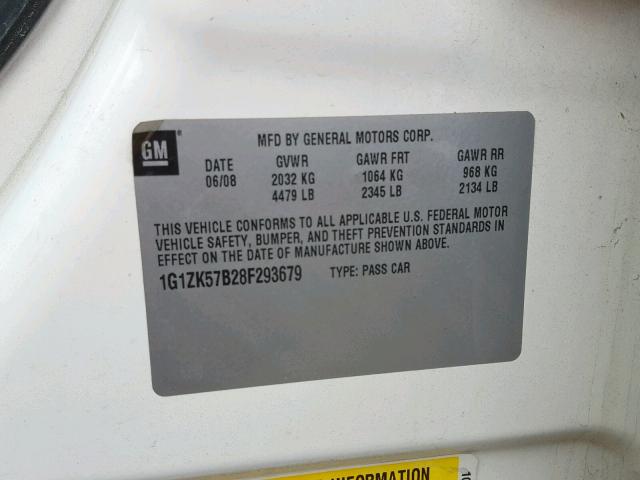 GM
MFD BY GENERAL MOTORS CORP.
DATE GVWR GAWR FRT GAWR RR
06/08 2032 KG 1064 KG 968 KG
4479 LB 2345 LB 2134 LB
THIS VEHICLE CONFORMS TO ALL APPLICABLE U.S. FEDERAL MOTOR
VEHICLE SAFETY, BUMPER, AND THEFT PREVENTION STANDARDS IN
EFFECT ON THE DATE OF MANUFACTURE SHOWN ABOVE.
1G1ZK57B28F293679 TYPE: PASS CAR
INFORMATION